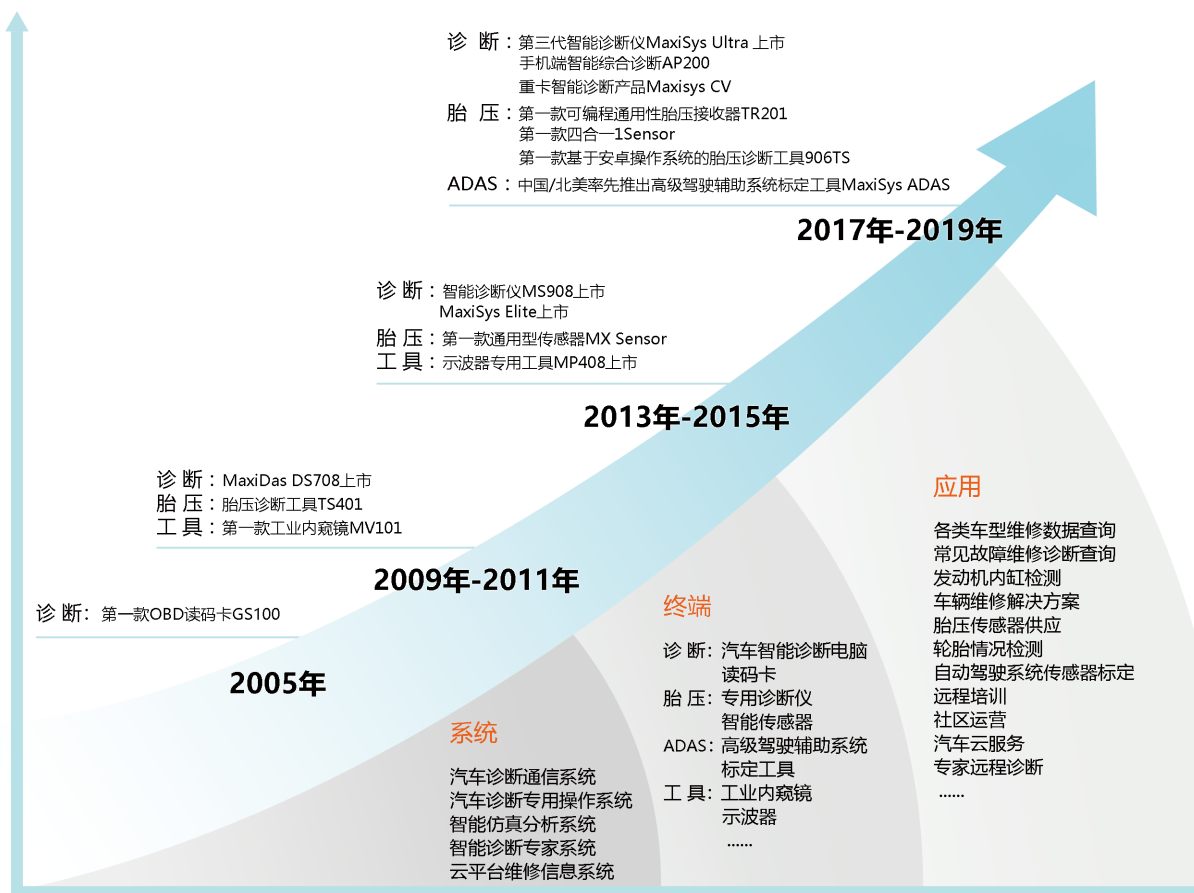 诊 断：第三代智能诊断仪MaxiSys Ultra 上市
手机端智能综合诊断AP200
重卡智能诊断产品Maxisys CV
胎 压：第一款可编程通用性胎压接收器TR201
第一款四合一1Sensor
第一款基于安卓操作系统的胎压诊断工具906TS
ADAS：中国/北美率先推出高级驾驶辅助系统标定工具MaxiSys ADAS
2017年-2019年
诊 断：智能诊断仪MS908上市
MaxiSys Elite上市
胎 压：第一款通用型传感器MX Sensor
工 具：示波器专用工具MP408上市
2013年-2015年
诊 断：MaxiDas DS708上市
胎 压：胎压诊断工具TS401
工 具：第一款工业内窥镜MV101
2009年-2011年
诊 断：第一款OBD读码卡GS100
2005年
系统
汽车诊断通信系统
汽车诊断专用操作系统
智能仿真分析系统
智能诊断专家系统
云平台维修信息系统
终端
诊 断：汽车智能诊断电脑
读码卡
胎 压：专用诊断仪
智能传感器
ADAS：高级驾驶辅助系统
标定工具
工 具：工业内窥镜
示波器
······
应用
各类车型维修数据查询
常见故障维修诊断查询
发动机内缸检测
车辆维修解决方案
胎压传感器供应
轮胎情况检测
自动驾驶系统传感器标定
远程培训
社区运营
汽车云服务
专家远程诊断
······